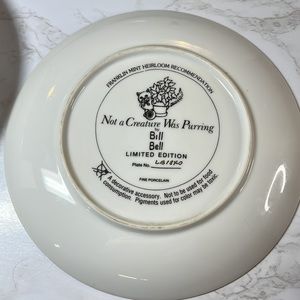 FRANKLIN MINT HEIRLOOM RECOMMENDATION
Not a Creature Was Purring
by
Bill
Bell
LIMITED EDITION
Plate No.
A decorative accessory. Not to be used for food
consumption. Pigments used for color may be toxic.
FINE PORCELAIN